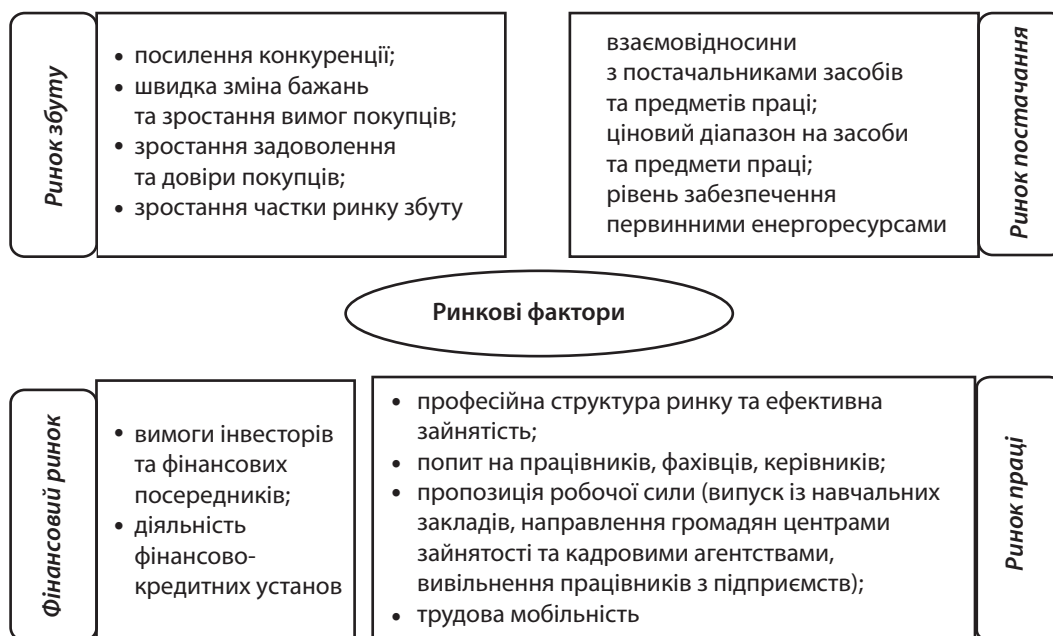 Ринок збуту
• посилення конкуренції;
• швидка зміна бажань
та зростання вимог покупців;
• зростання задоволення
та довіри покупців;
• зростання частки ринку збуту
взаємовідносини
з постачальниками засобів
та предметів праці;
ціновий діапазон на засоби
та предмети праці;
рівень забезпечення
первинними енергоресурсами
Ринок постачання
Ринкові фактори
Фінансовий ринок
• вимоги інвесторів
та фінансових
посередників;
• діяльність
фінансово-
кредитних установ
• професійна структура ринку та ефективна
зайнятість;
• попит на працівників, фахівців, керівників;
• пропозиція робочої сили (випуск із навчальних
закладів, направлення громадян центрами
зайнятості та кадровими агентствами,
вивільнення працівників з підприємств);
• трудова мобільність
Ринок праці